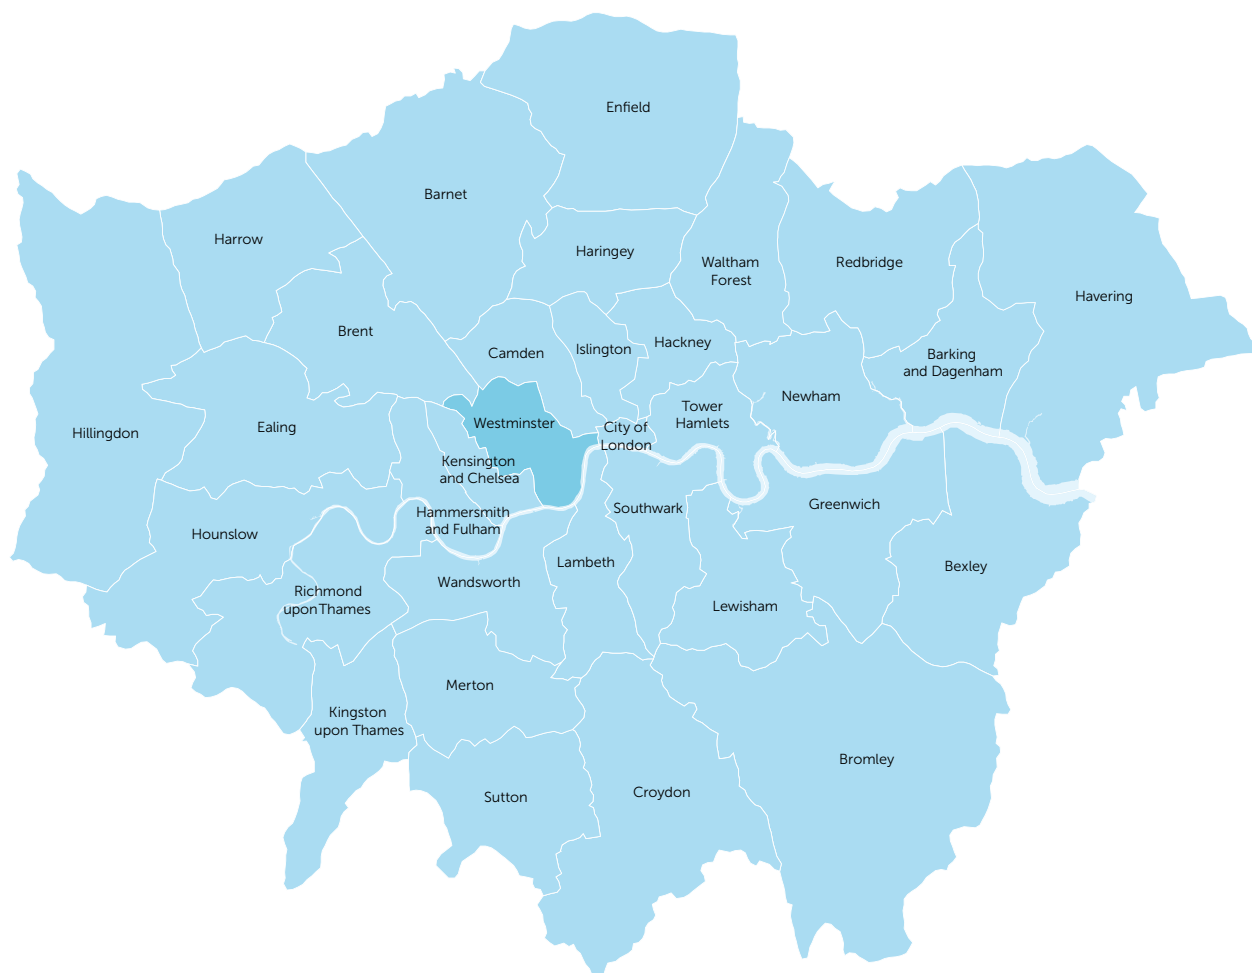 Enfield
Barnet
Harrow
Haringey
Waltham
Forest
Redbridge
Havering
Brent
Camden
Islington
Hackney
Barking
and Dagenham
Newham
Hillingdon
Ealing
Westminster
City of
London
Tower
Hamlets
Kensington
and Chelsea
Hammersmith
and Fulham
Southwark
Greenwich
Hounslow
Richmond
upon Thames
Wandsworth
Lambeth
Lewisham
Bexley
Merton
Kingston
upon Thames
Sutton
Croydon
Bromley